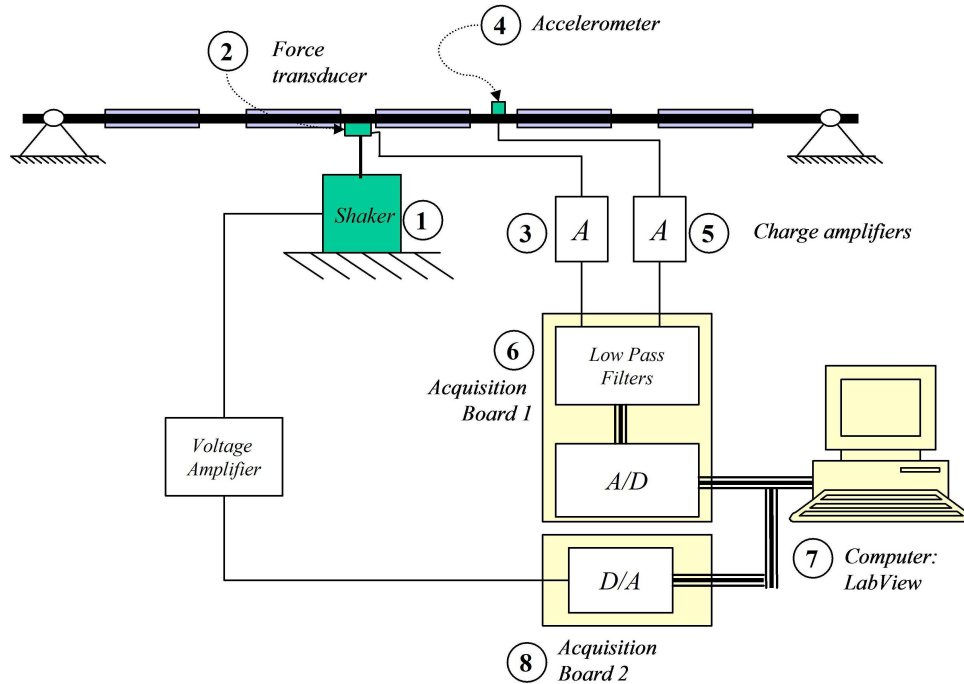 4
Accelerometer
2
Force
transducer
Shaker
1
3
A
A
5
Charge amplifiers
6
Low Pass
Filters
Acquisition
Board 1
Voltage
Amplifier
A/D
D/A
7
Computer:
LabView
8
Acquisition
Board 2